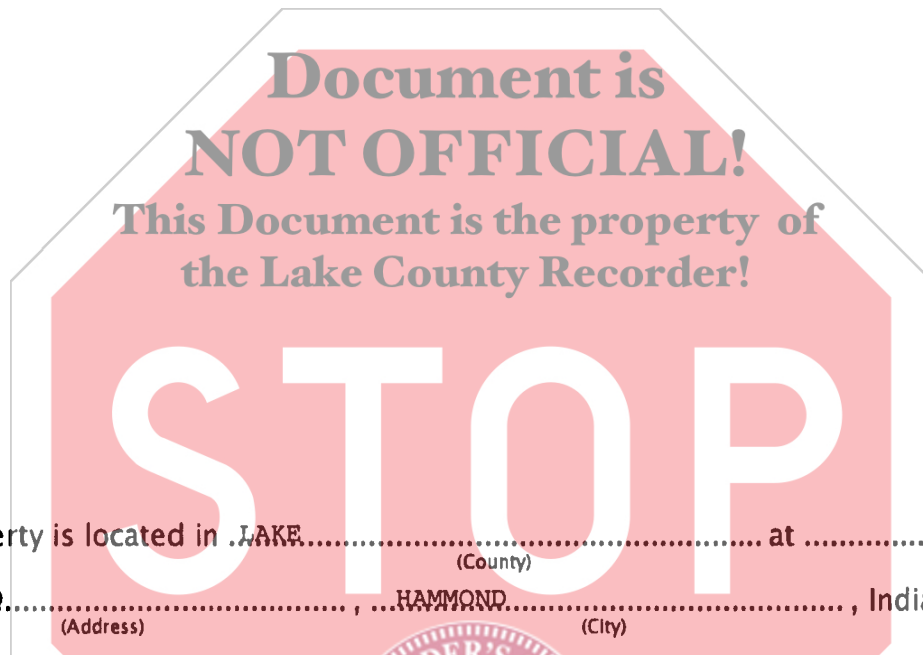 Document is
NOT OFFICIAL!
This Document is the property of
the Lake County Recorder!
STOP
erty is located in .LAKE.................................................................. at ...............
(County)
................................................ , ...HAMMOND................................................ , India
(Address) (City)
DER'S